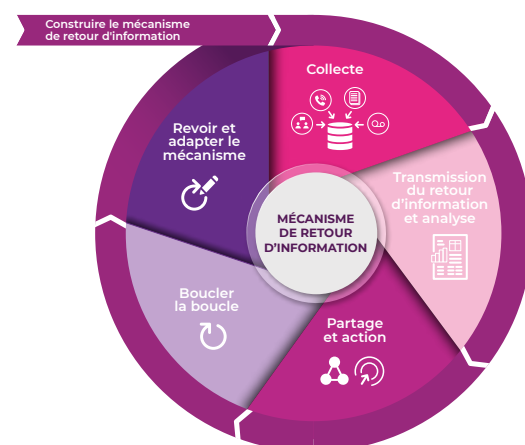 Construire le mécanisme
de retour d'information
Collecte
Transmission
du retour
d'information
et analyse
Partage
et action
Boucler
la boucle
Revoir et
adapter le
mécanisme
MÉCANISME
DE RETOUR
D'INFORMATION